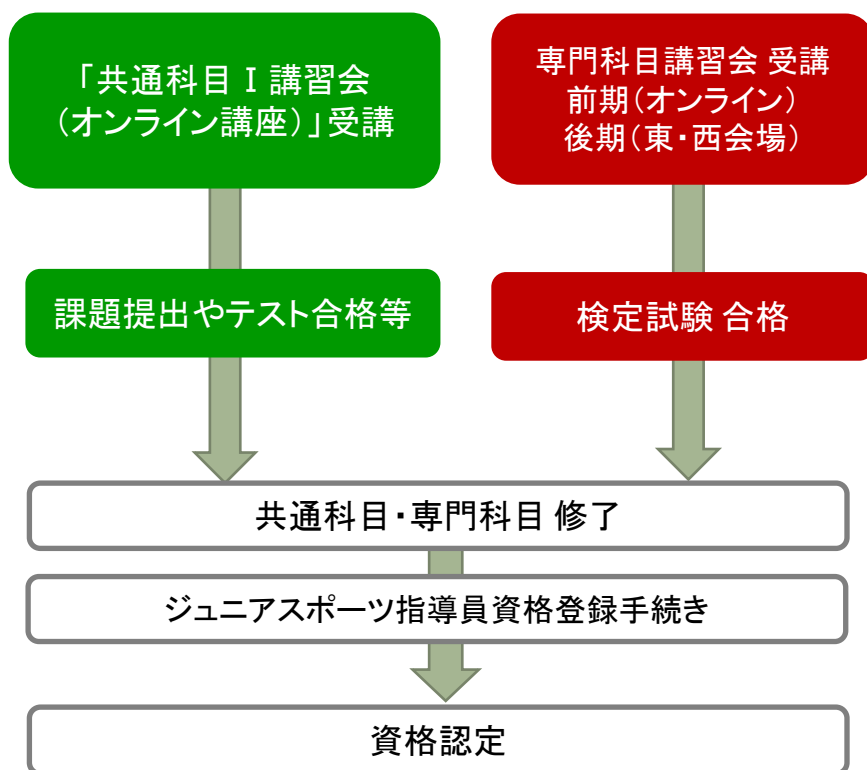 「共通科目Ⅰ講習会
（オンライン講座）」受講
専門科目講習会 受講
前期（オンライン）
後期（東・西会場）
課題提出やテスト合格等
検定試験 合格
共通科目・専門科目 修了
ジュニアスポーツ指導員資格登録手続き
資格認定